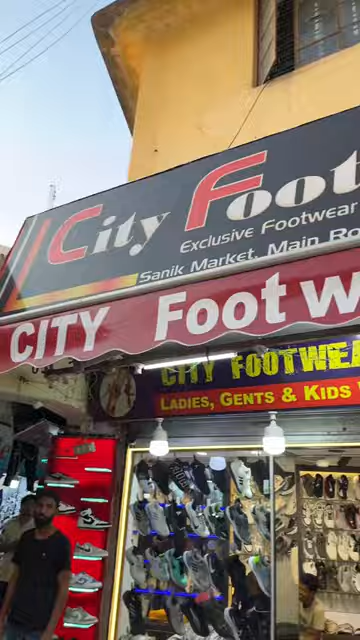 City Foot
Exclusive Footwear
Sanik Market, Main Ro
CITY Foot w
CITY FOOTWEA
LADIES, GENTS & KIDS